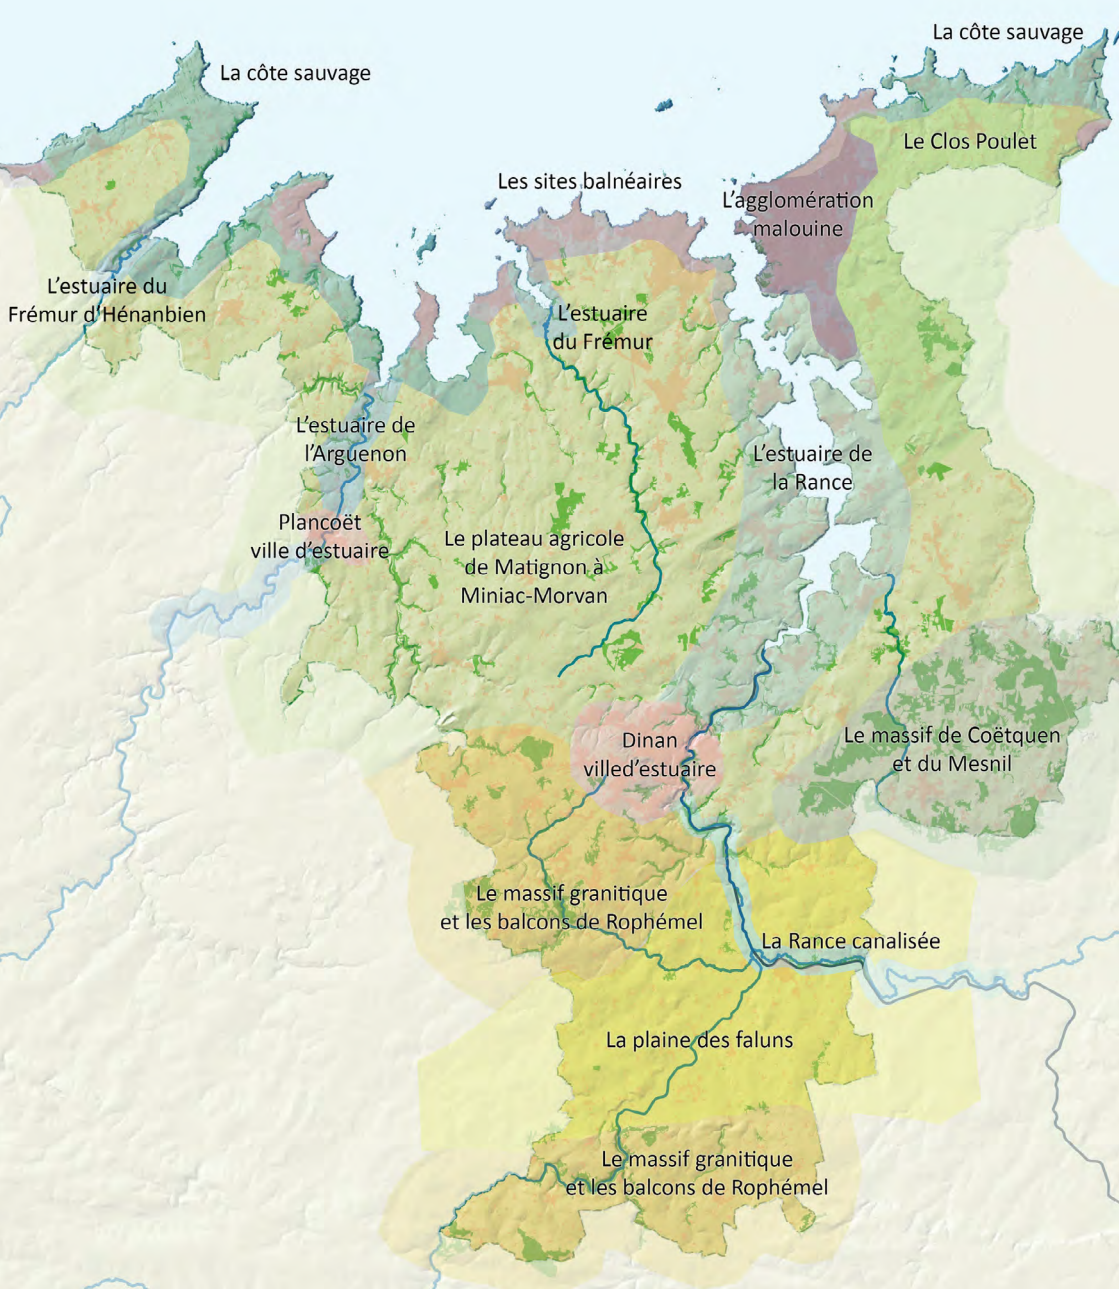 La côte sauvage
La côte sauvage
Le Clos Poulet
Les sites balnéaires
L'agglomération
malouine
L'estuaire du
Frémur d'Hénanbien
L'estuaire
du Frémur
L'estuaire de
l'Arguenon
L'estuaire de
la Rance
Plancoët
ville d'estuaire
Le plateau agricole
de Matignon à
Miniac-Morvan
Dinan
villed'estuaire
Le massif de Coëtquen
et du Mesnil
Le massif granitique
et les balcons de Rophémel
La Rance canalisée
La plaine des faluns
Le massif granitique
et les balcons de Rophémel